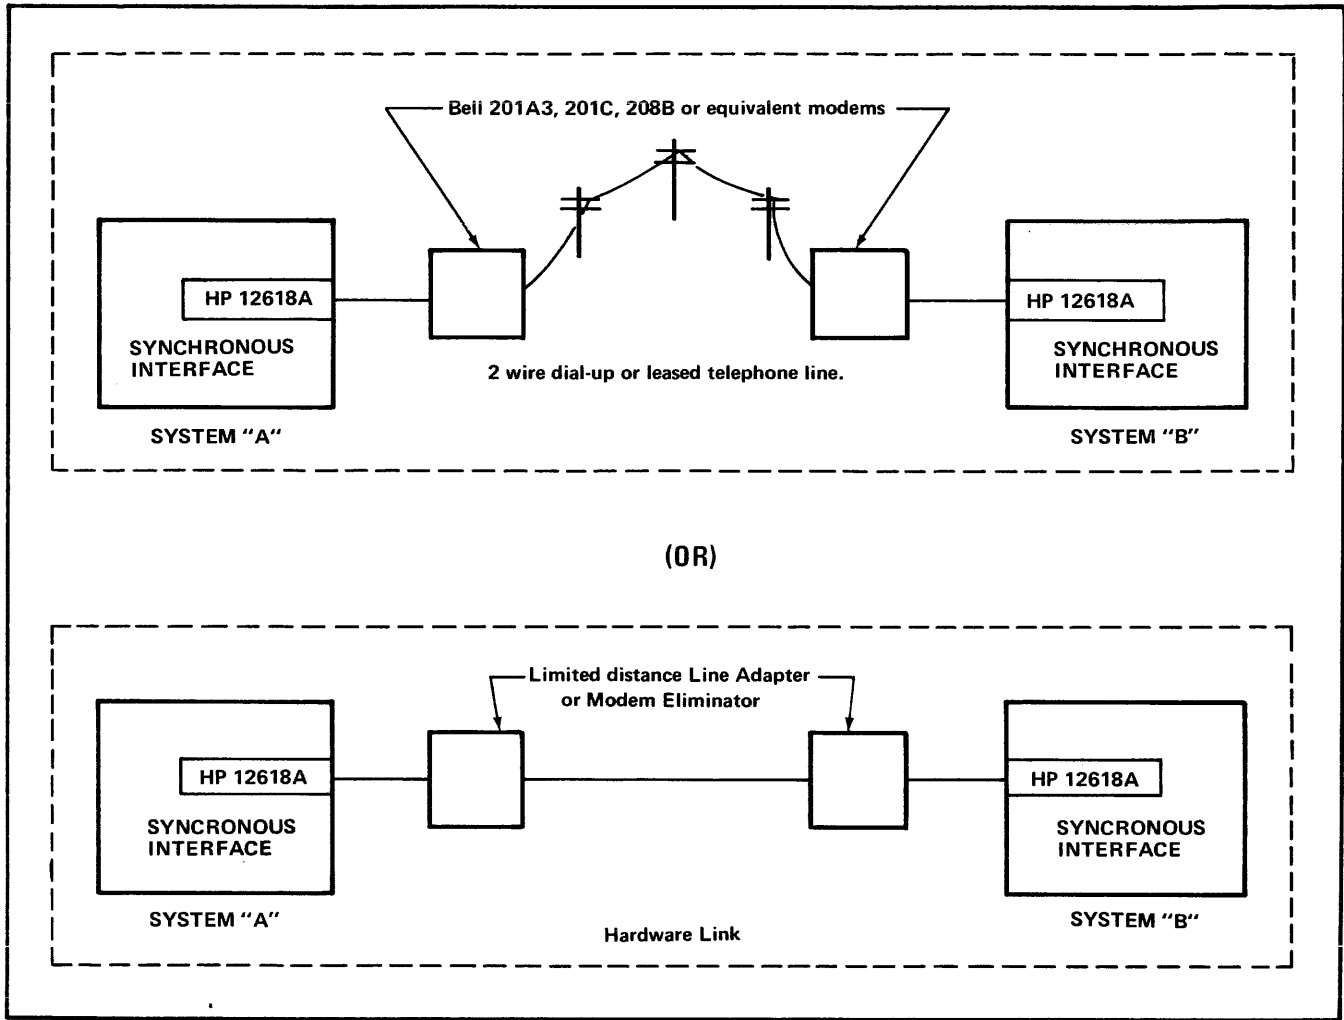 Bell 201A3, 201C, 208B or equivalent modems
HP 12618A
SYNCHRONOUS
INTERFACE
SYSTEM "A"
2 wire dial-up or leased telephone line.
HP 12618A
SYNCHRONOUS
INTERFACE
SYSTEM "B"
(OR)
Limited distance Line Adapter
or Modem Eliminator
HP 12618A
SYNCRONOUS
INTERFACE
SYSTEM "A"
Hardware Link
HP 12618A
SYNCRONOUS
INTERFACE
SYSTEM "B"